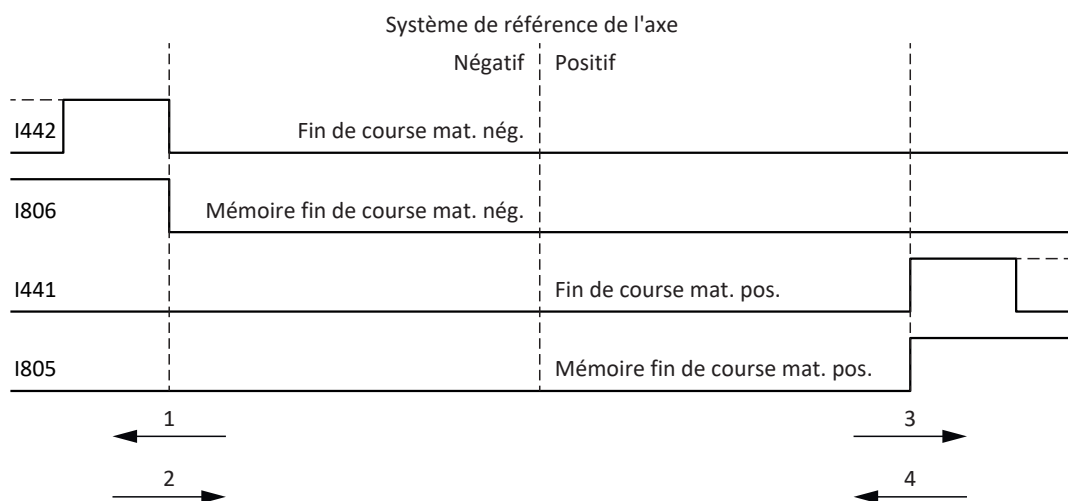 Système de référence de l'axe
Négatif Positif
I442 Fin de course mat. nég.
I806 Mémoire fin de course mat. nég.
I441 Fin de course mat. pos.
I805 Mémoire fin de course mat. pos.
1 3
2 4